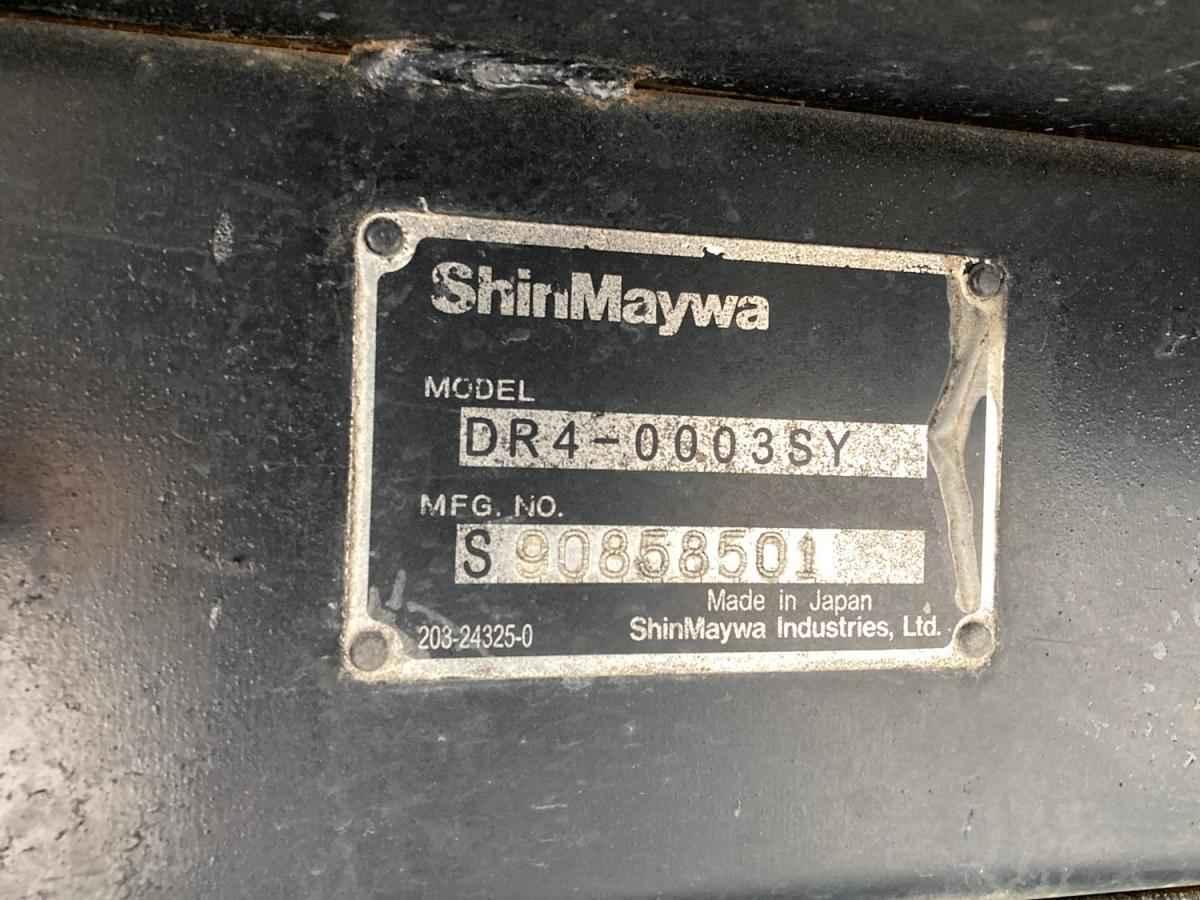 ShinMaywa
MODEL
DR4-0003SY
MFG. NO.
S 90858501
Made in Japan
203-24325-0 ShinMaywa Industries, Ltd.